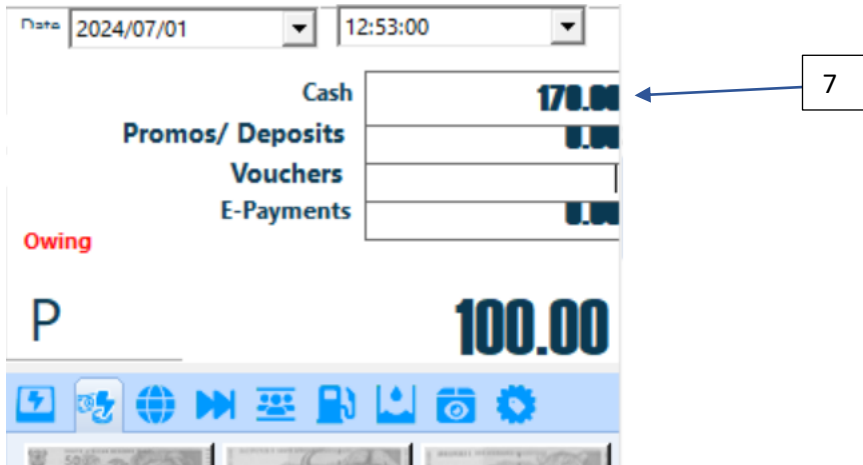 Date 2024/07/01 12:53:00
Cash 170.00
7
Promos/ Deposits 0.00
Vouchers
E-Payments 0.00
Owing
P 100.00